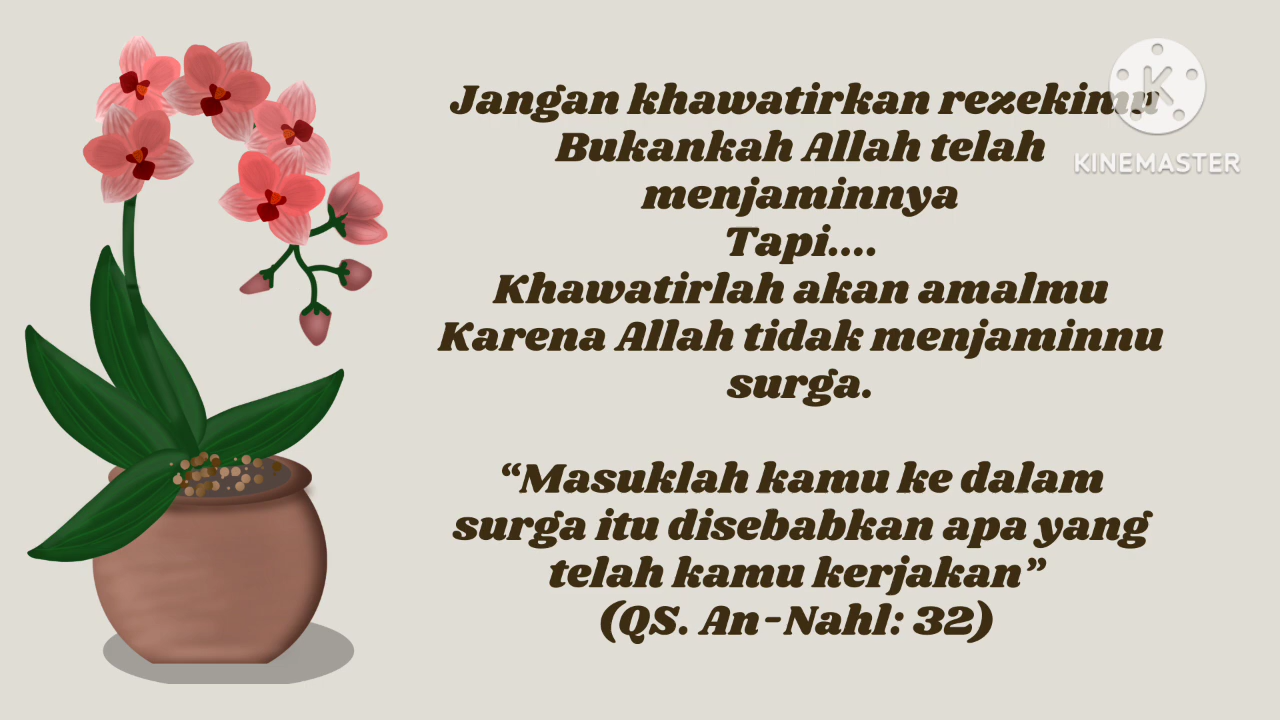 Jangan khawatirkan rezekimu
Bukankah Allah telah
menjaminnya
Tapi....
Khawatirlah akan amalmu
Karena Allah tidak menjaminnu
surga.
“Masuklah kamu ke dalam
surga itu disebabkan apa yang
telah kamu kerjakan”
(QS. An-Nahl: 32)
K
KINEMASTER